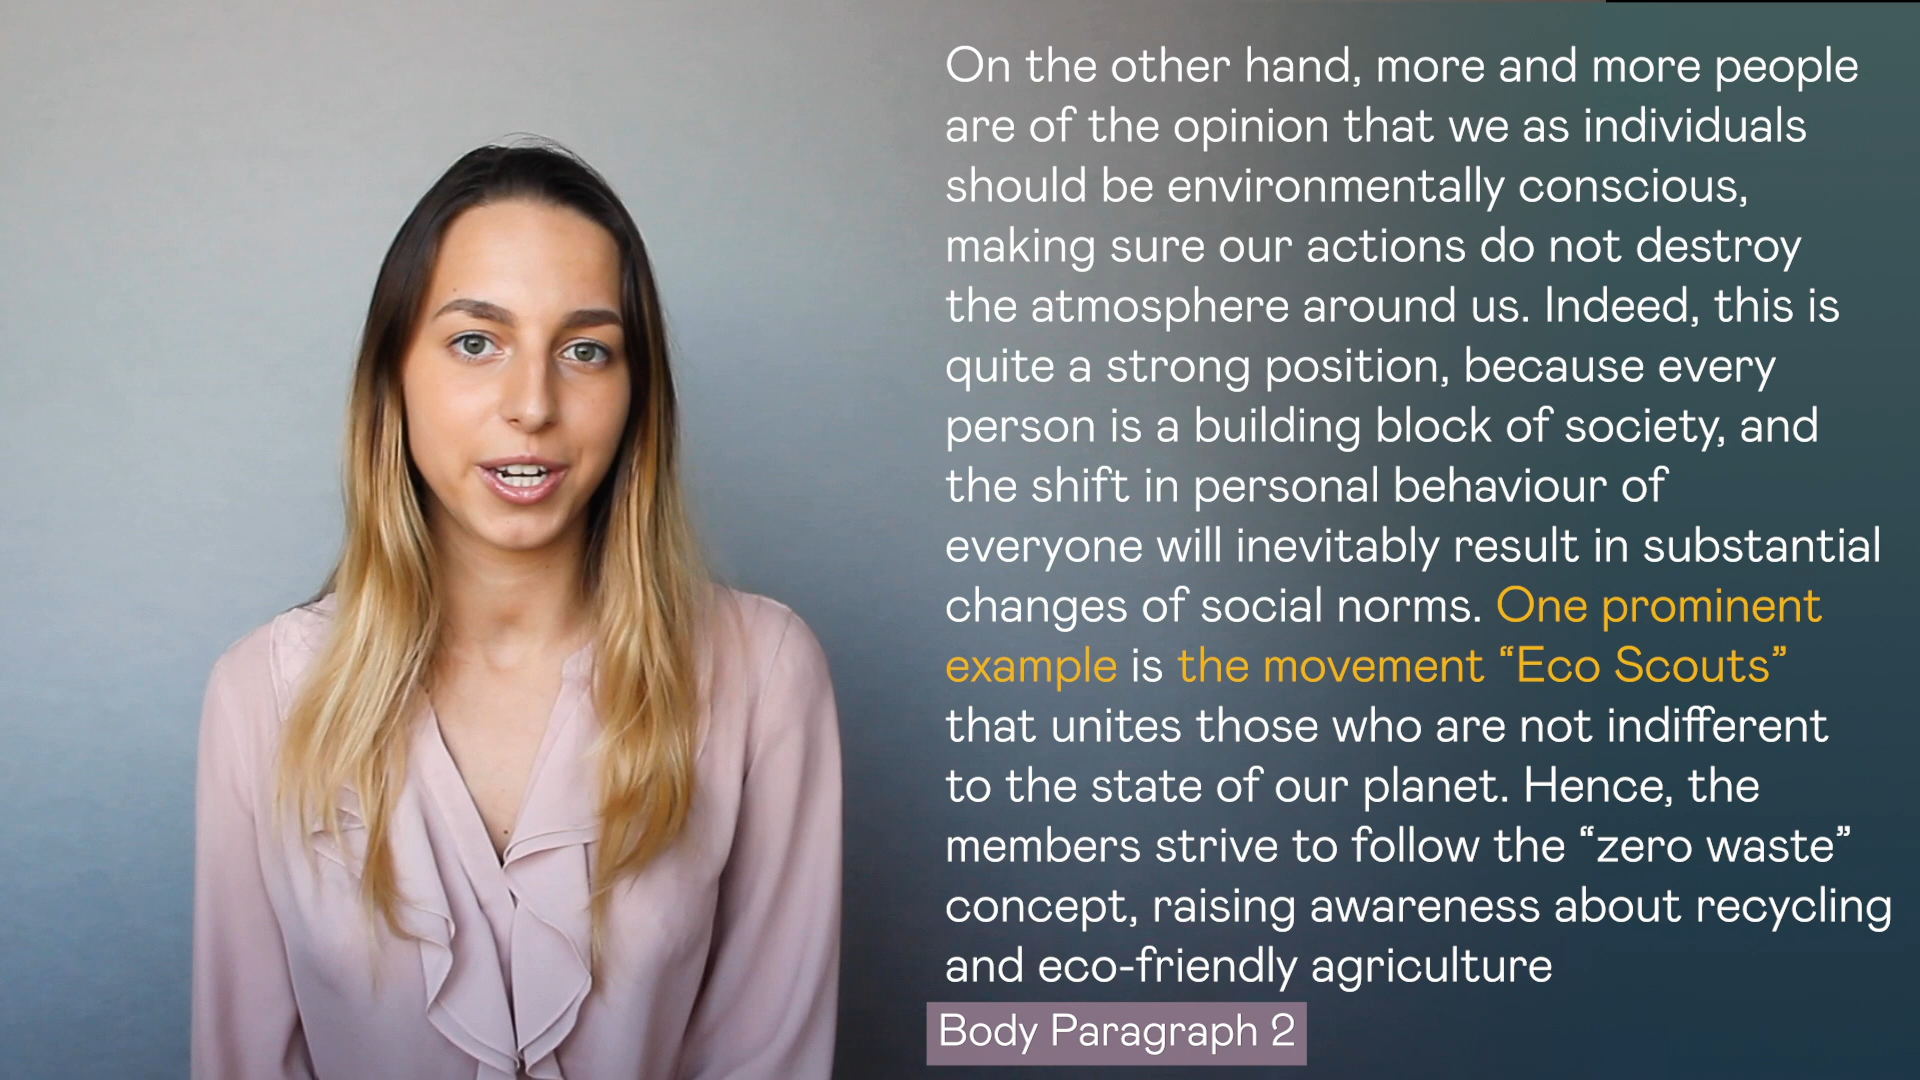 On the other hand, more and more people
are of the opinion that we as individuals
should be environmentally conscious,
making sure our actions do not destroy
the atmosphere around us. Indeed, this is
quite a strong position, because every
person is a building block of society, and
the shift in personal behaviour of
everyone will inevitably result in substantial
changes of social norms. One prominent
example is the movement “Eco Scouts”
that unites those who are not indifferent
to the state of our planet. Hence, the
members strive to follow the “zero waste”
concept, raising awareness about recycling
and eco-friendly agriculture
Body Paragraph 2